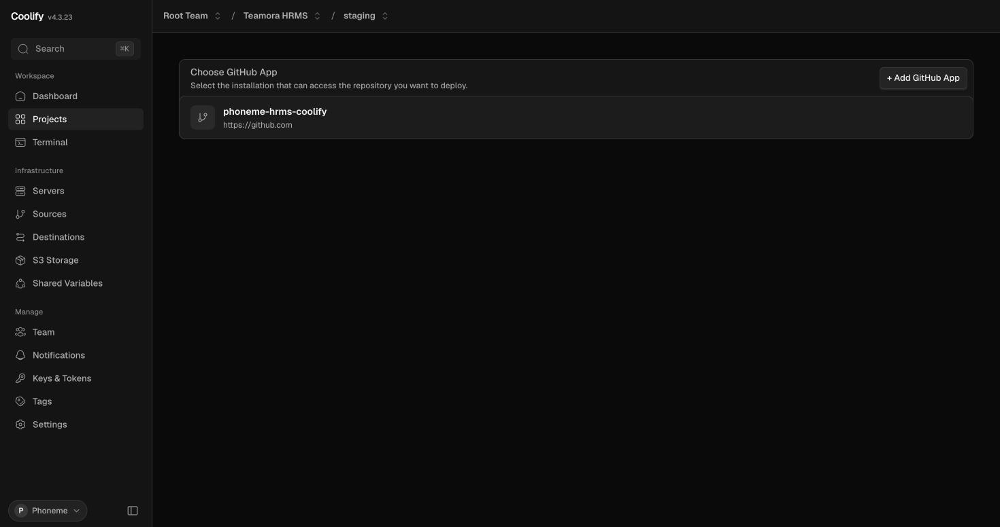 Coolify v4.3.23
Root Team / Teamora HRMS / staging
Search ⌘K
Workspace
Dashboard
Projects
Terminal
Infrastructure
Servers
Sources
Destinations
S3 Storage
Shared Variables
Manage
Team
Notifications
Keys & Tokens
Tags
Settings
P Phoneme
Choose GitHub App
Select the installation that can access the repository you want to deploy.
+ Add GitHub App
phoneme-hrms-coolify
https://github.com